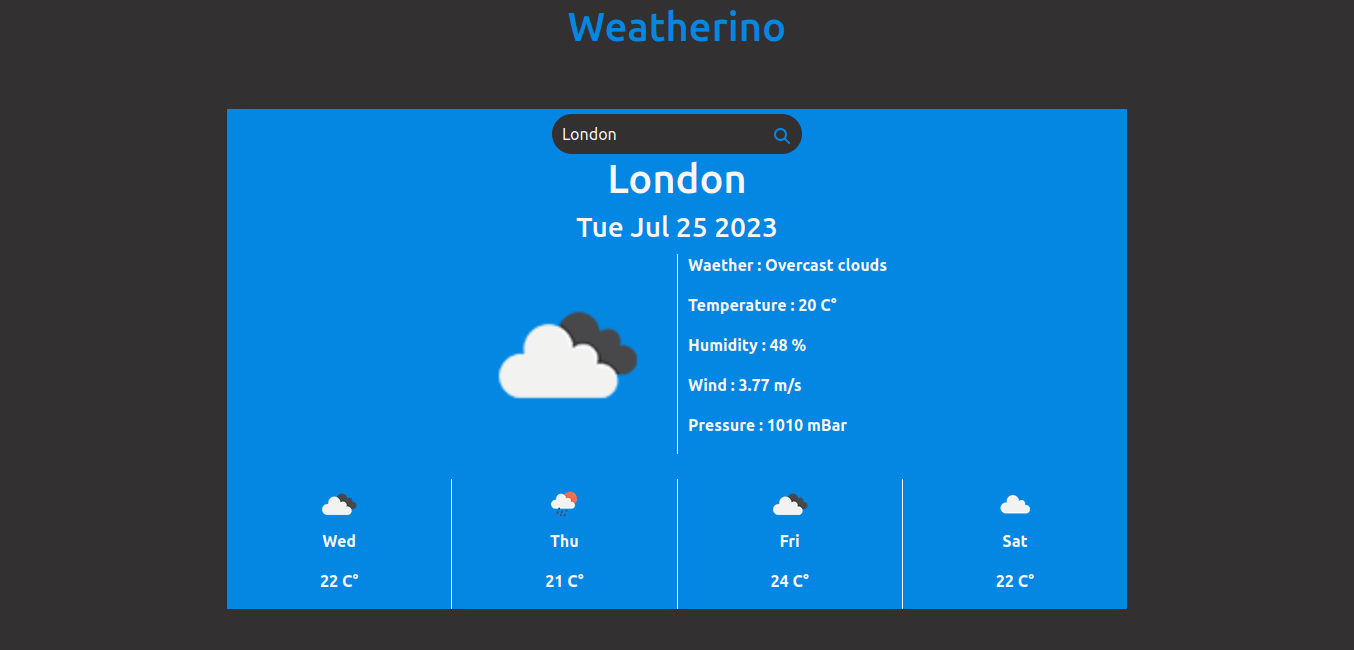 Weatherino
London
London
Tue Jul 25 2023
Waether : Overcast clouds
Temperature : 20 C°
Humidity : 48 %
Wind : 3.77 m/s
Pressure : 1010 mBar
Wed
Thu
Fri
Sat
22 C°
21 C°
24 C°
22 C°